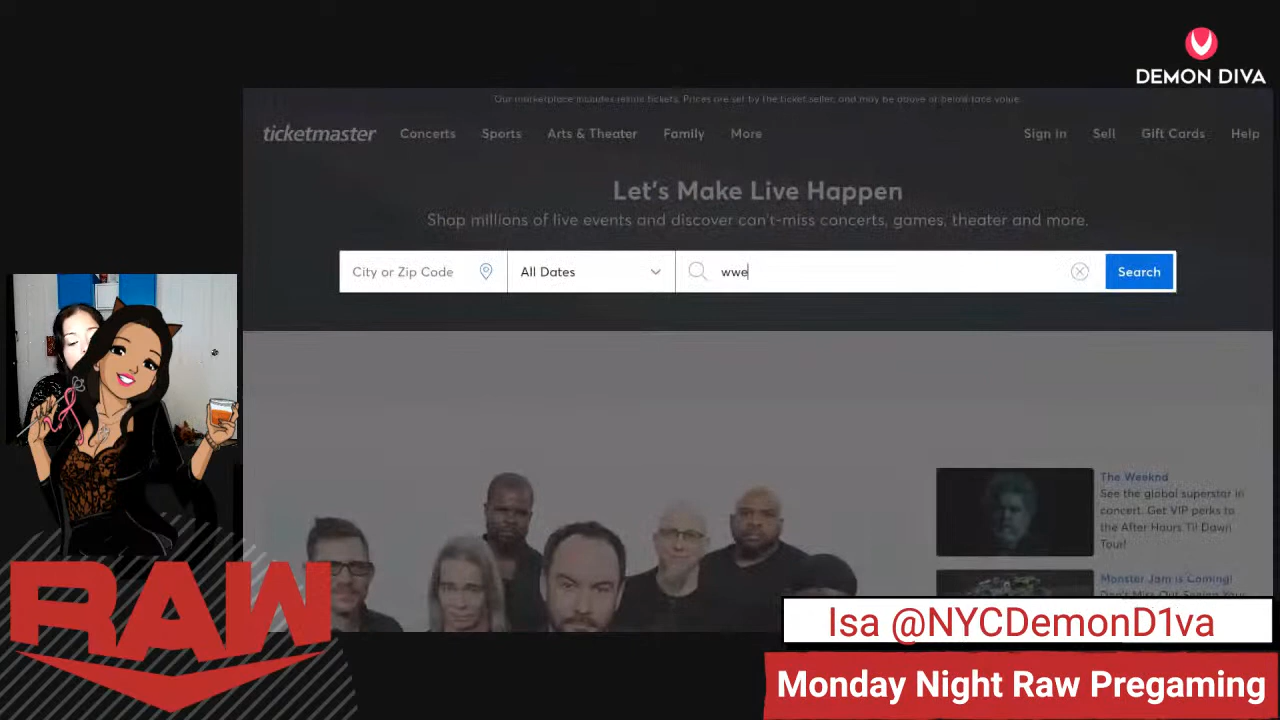 DEMON DIVA
Our marketplace includes resale tickets. Prices are set by the ticket seller, and may be above or below face value.
ticketmaster Concerts Sports Arts & Theater Family More Sign In Sell Gift Cards Help
Let's Make Live Happen
Shop millions of live events and discover can't-miss concerts, games, theater and more.
City or Zip Code All Dates wwe Search
The Weeknd
See the global superstar in
concert. Get VIP perks to
the After Hours Til Dawn
Tour!
Monster Jam is Coming!
RAW
Isa @NYCDemonD1va
Monday Night Raw Pregaming